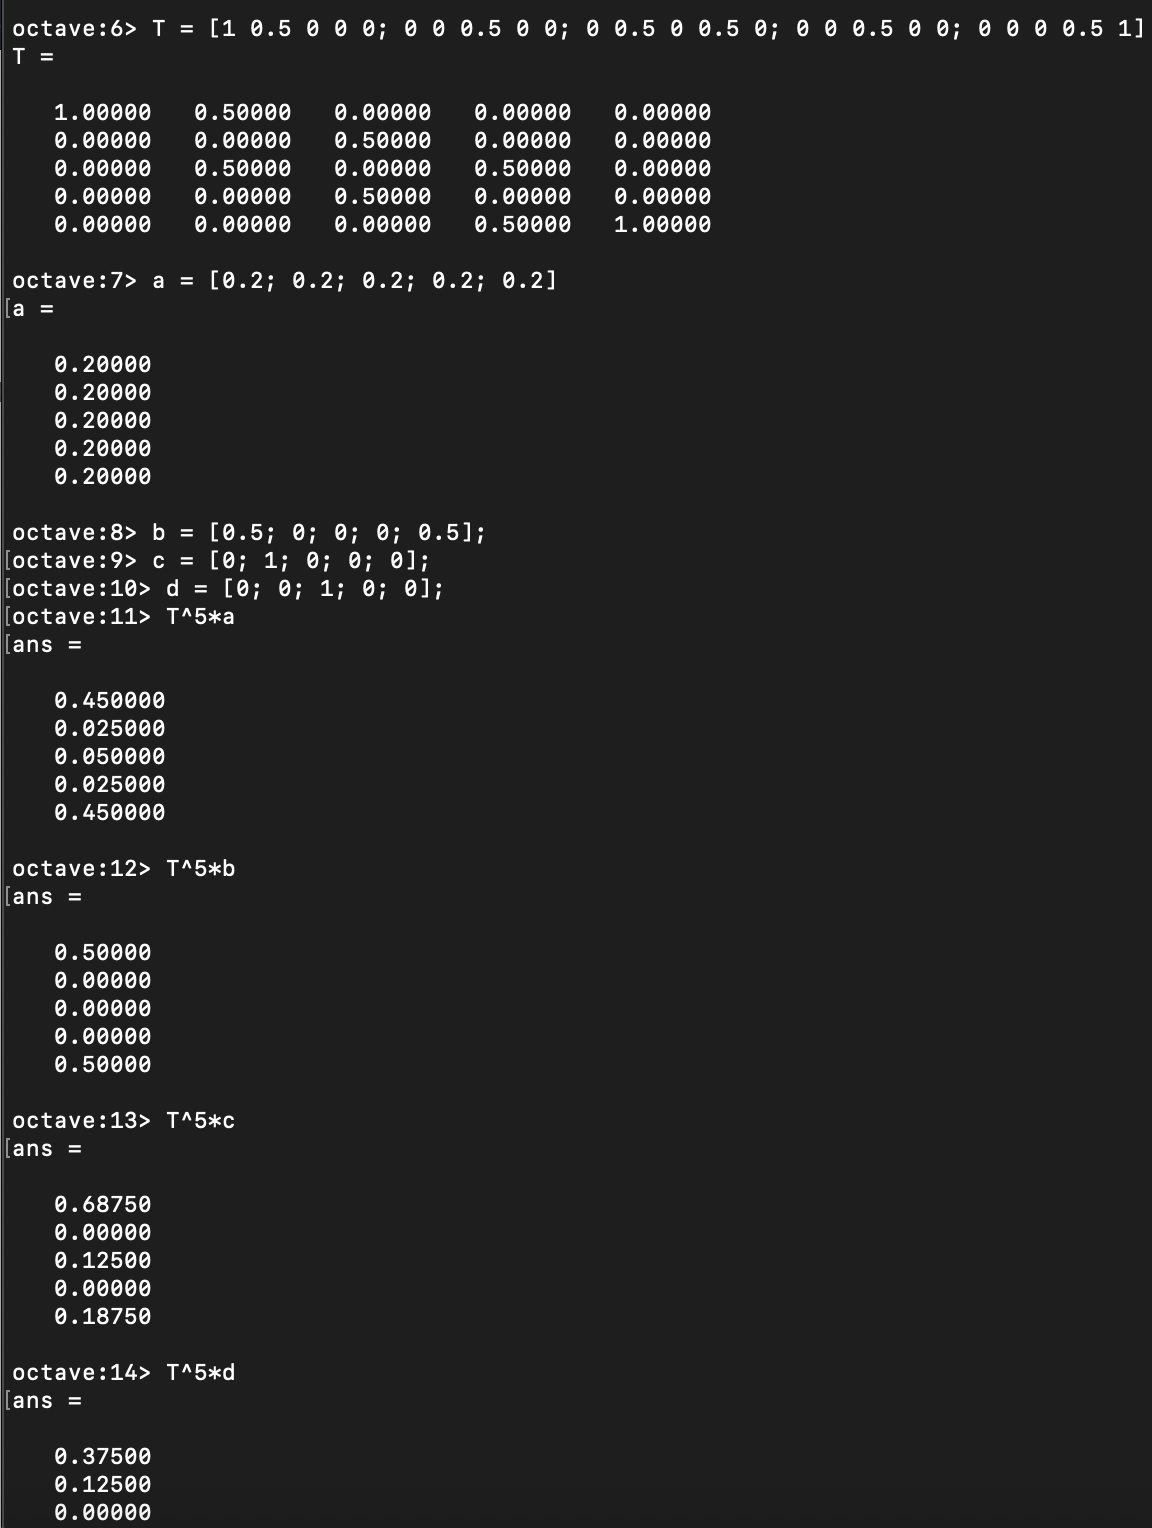 octave:6> T = [1 0.5 0 0 0; 0 0 0.5 0 0; 0 0.5 0 0.5 0; 0 0 0.5 0 0; 0 0 0 0.5 1]
T =
1.00000 0.50000 0.00000 0.00000 0.00000
0.00000 0.00000 0.50000 0.00000 0.00000
0.00000 0.50000 0.00000 0.50000 0.00000
0.00000 0.00000 0.50000 0.00000 0.00000
0.00000 0.00000 0.00000 0.50000 1.00000
octave:7> a = [0.2; 0.2; 0.2; 0.2; 0.2]
[a =
0.20000
0.20000
0.20000
0.20000
0.20000
octave:8> b = [0.5; 0; 0; 0; 0.5];
[octave:9> c = [0; 1; 0; 0; 0];
[octave:10> d = [0; 0; 1; 0; 0];
[octave:11> T^5*a
[ans =
0.450000
0.025000
0.050000
0.025000
0.450000
octave:12> T^5*b
[ans =
0.50000
0.00000
0.00000
0.00000
0.50000
octave:13> T^5*c
[ans =
0.68750
0.00000
0.12500
0.00000
0.18750
octave:14> T^5*d
[ans =
0.37500
0.12500
0.00000